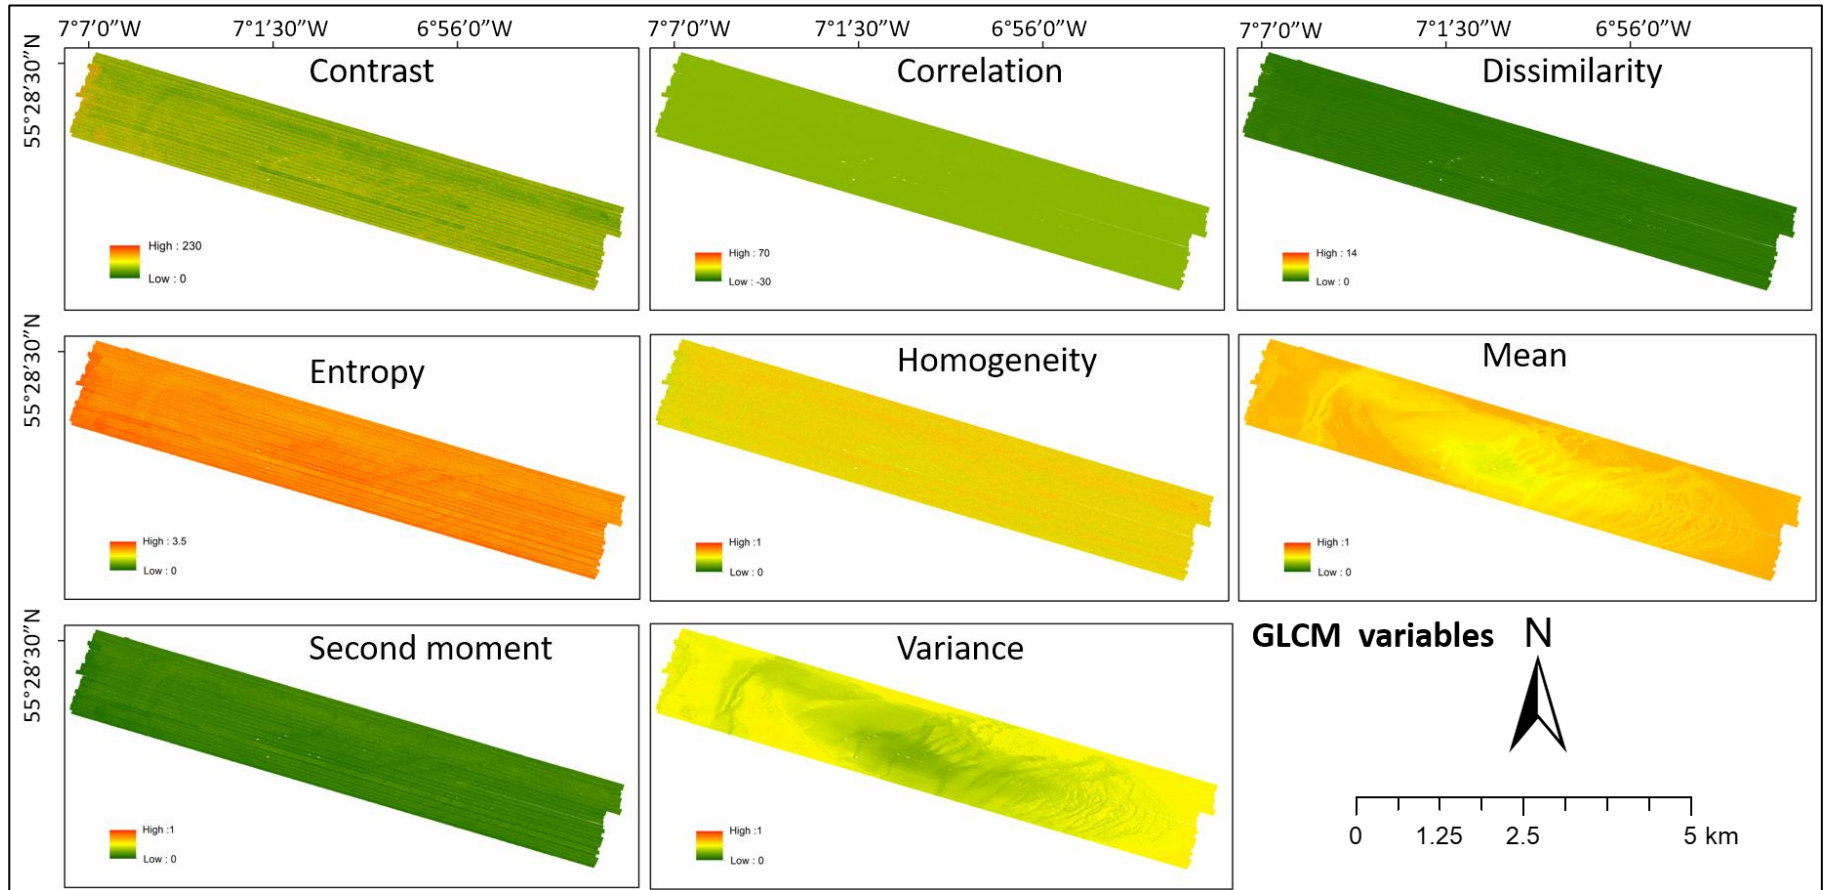 7°7′0″W 7°1′30″W 6°56′0″W 7°7′0″W 7°1′30″W 6°56′0″W 7°7′0″W 7°1′30″W 6°56′0″W
55°28′30″N
Contrast
High : 230
Low : 0
Correlation
High : 70
Low : -30
Dissimilarity
High : 14
Low : 0
55°28′30″N
Entropy
High : 3.5
Low : 0
Homogeneity
High :1
Low : 0
Mean
High :1
Low : 0
55°28′30″N
Second moment
High :1
Low : 0
Variance
High :1
Low : 0
GLCM variables N
0 1.25 2.5 5 km